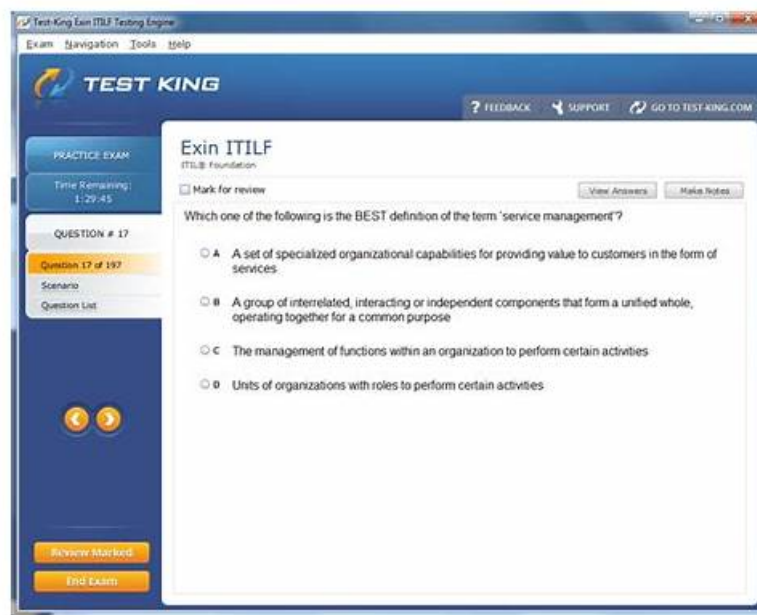 Test-King Exin ITILF Testing Engine
Exam Navigation Tools Help
TEST KING
? FEEDBACK SUPPORT GO TO TEST-KING.COM
PRACTICE EXAM
Time Remaining:
1:29:45
QUESTION # 17
Question 17 of 197
Scenario
Question List
Review Marked
End Exam
Exin ITILF
ITIL® Foundation
Mark for review
View Answers Make Notes
Which one of the following is the BEST definition of the term 'service management'?
A A set of specialized organizational capabilities for providing value to customers in the form of
services
B A group of interrelated, interacting or independent components that form a unified whole,
operating together for a common purpose
C The management of functions within an organization to perform certain activities
D Units of organizations with roles to perform certain activities